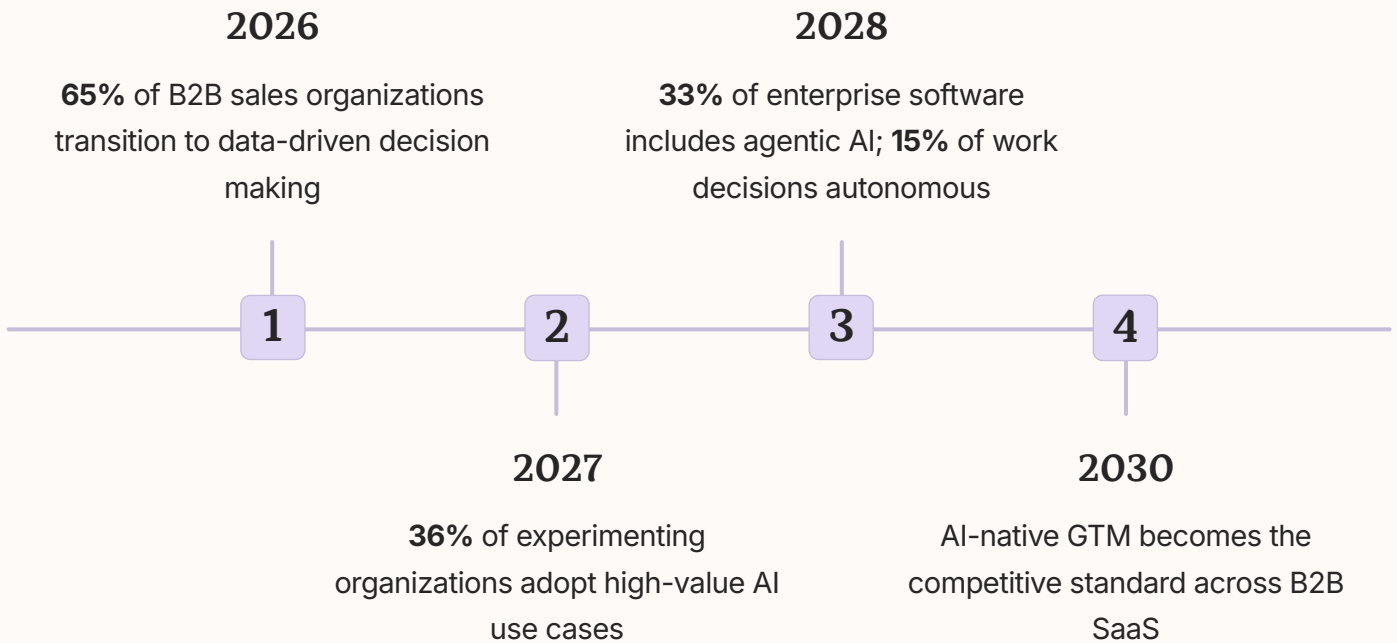 2026
65% of B2B sales organizations
transition to data-driven decision
making
2028
33% of enterprise software
includes agentic AI; 15% of work
decisions autonomous
1
2
3
4
2027
36% of experimenting
organizations adopt high-value AI
use cases
2030
AI-native GTM becomes the
competitive standard across B2B
SaaS